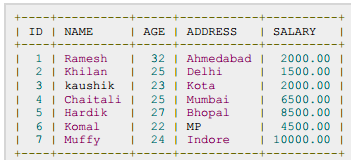 +----+----------+-----+-----------+----------+
| ID | NAME     | AGE | ADDRESS   | SALARY   |
+----+----------+-----+-----------+----------+
|  1 | Ramesh   |  32 | Ahmedabad |  2000.00 |
|  2 | Khilan   |  25 | Delhi     |  1500.00 |
|  3 | kaushik  |  23 | Kota      |  2000.00 |
|  4 | Chaitali |  25 | Mumbai    |  6500.00 |
|  5 | Hardik   |  27 | Bhopal    |  8500.00 |
|  6 | Komal    |  22 | MP        |  4500.00 |
|  7 | Muffy    |  24 | Indore    | 10000.00 |
+----+----------+-----+-----------+----------+